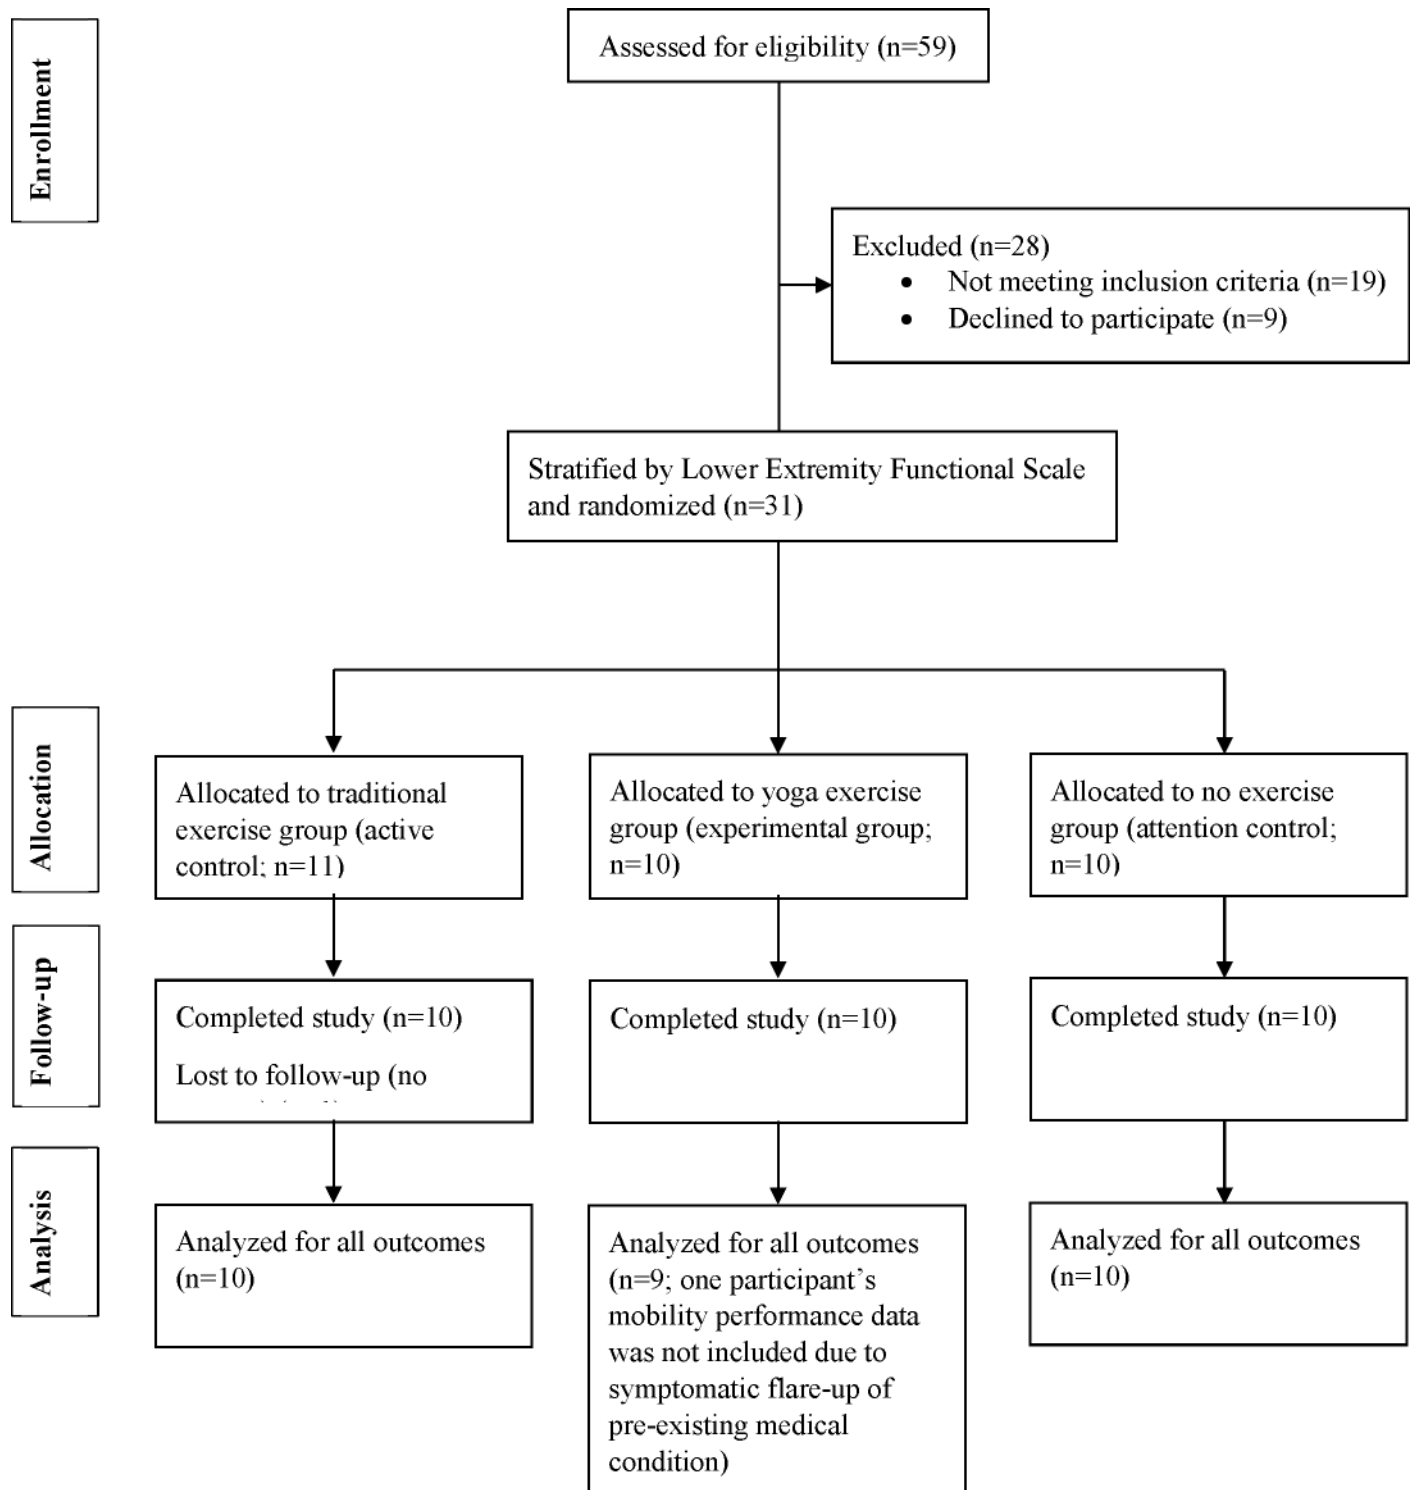 Enrollment
Assessed for eligibility (n=59)
Excluded (n=28)
• Not meeting inclusion criteria (n=19)
• Declined to participate (n=9)
Stratified by Lower Extremity Functional Scale
and randomized (n=31)
Allocation
Allocated to traditional
exercise group (active
control; n=11)
Allocated to yoga exercise
group (experimental group;
n=10)
Allocated to no exercise
group (attention control;
n=10)
Follow-up
Completed study (n=10)
Lost to follow-up (no
Completed study (n=10)
Completed study (n=10)
Analysis
Analyzed for all outcomes
(n=10)
Analyzed for all outcomes
(n=9; one participant’s
mobility performance data
was not included due to
symptomatic flare-up of
pre-existing medical
condition)
Analyzed for all outcomes
(n=10)